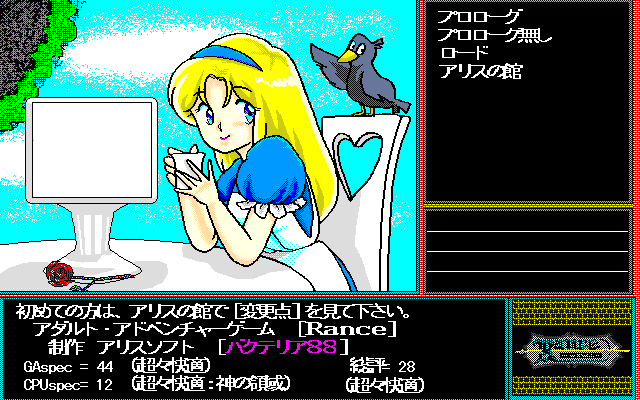 プロローグ
プロローグ無し
ロード
アリスの館
初めての方は、アリスの館で［変更点］を見て下さい。
アダルト・アドベンチャーゲーム　［Rance］
制作　アリスソフト　［バクテリア88］
GAspec = 44　（超々快適）　総評 28
CPUspec= 12　（超々快適：神の領域）　（超々快適）